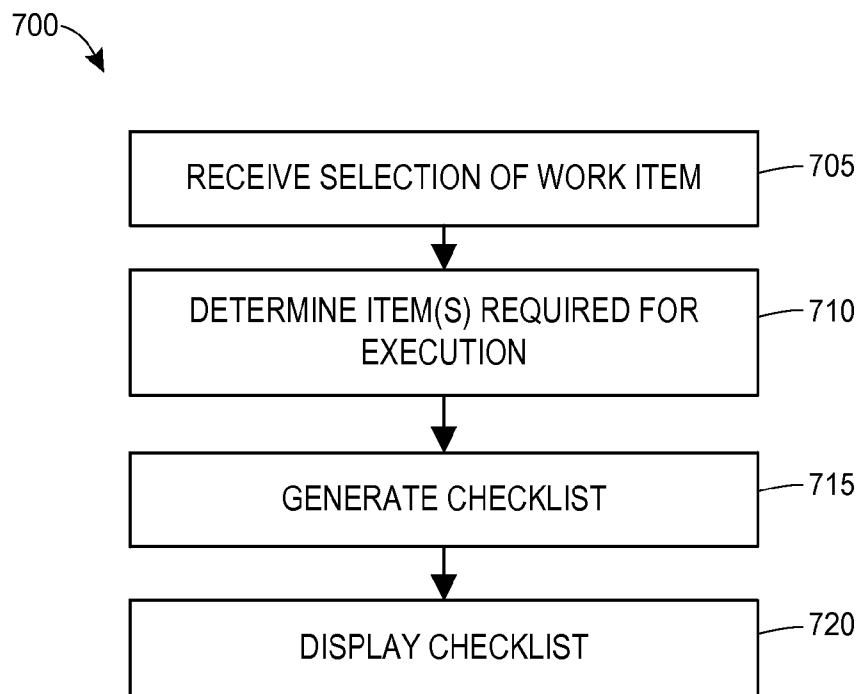 700
RECEIVE SELECTION OF WORK ITEM
705
DETERMINE ITEM(S) REQUIRED FOR
EXECUTION
710
GENERATE CHECKLIST
715
DISPLAY CHECKLIST
720